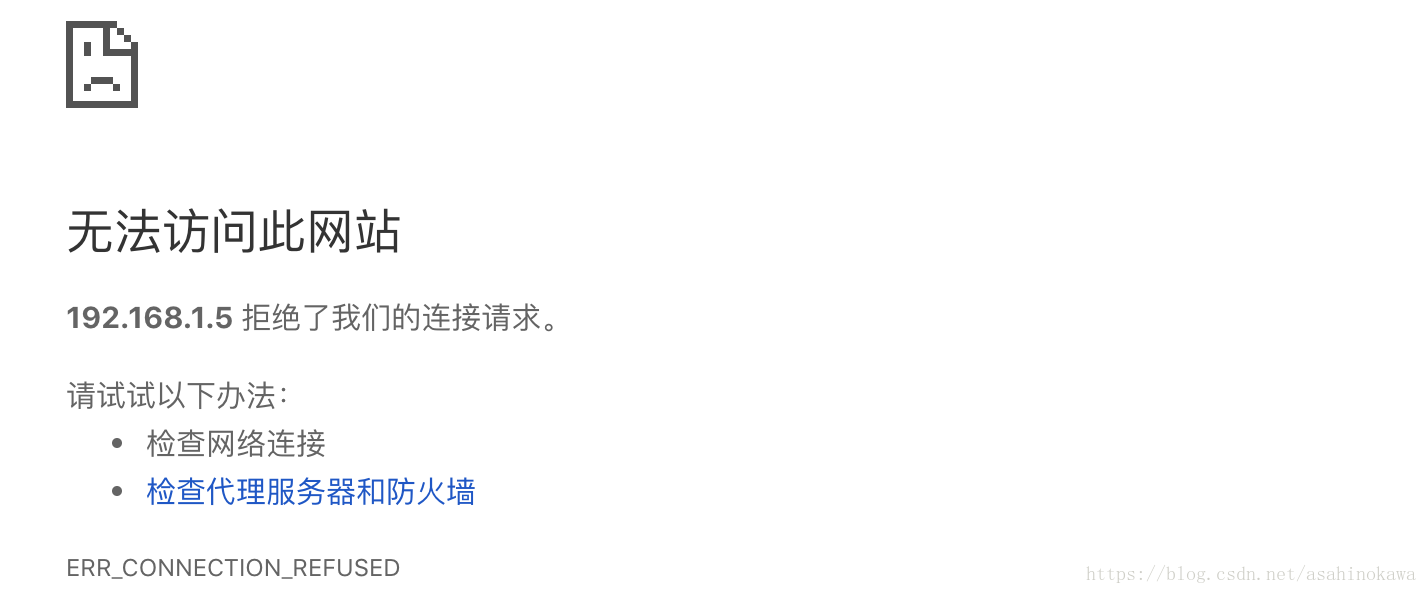 无法访问此网站
192.168.1.5 拒绝了我们的连接请求。
请试试以下办法：
• 检查网络连接
• 检查代理服务器和防火墙
ERR_CONNECTION_REFUSED
https://blog.csdn.net/asahinokawa